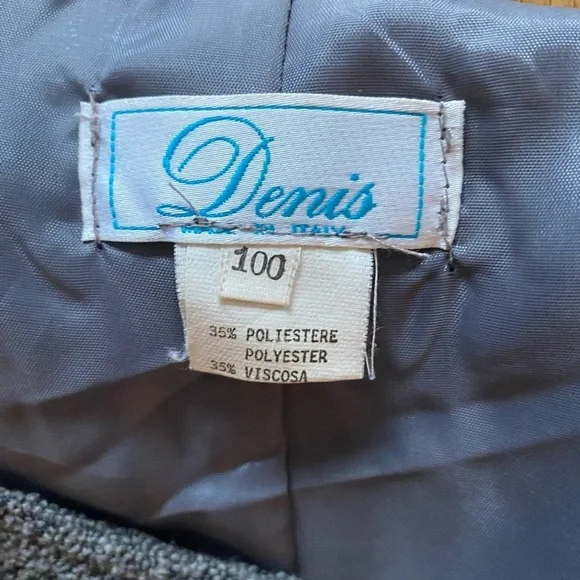 Denis
MADE IN ITALY
100
35% POLIESTERE
POLYESTER
35% VISCOSA